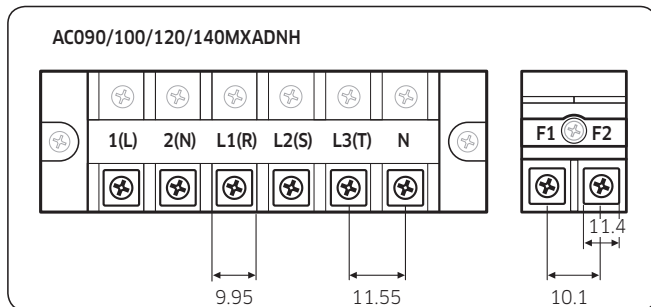 AC090/100/120/140MXADNH
1(L) 2(N) L1(R) L2(S) L3(T) N
F1 F2
11.4
9.95 11.55 10.1